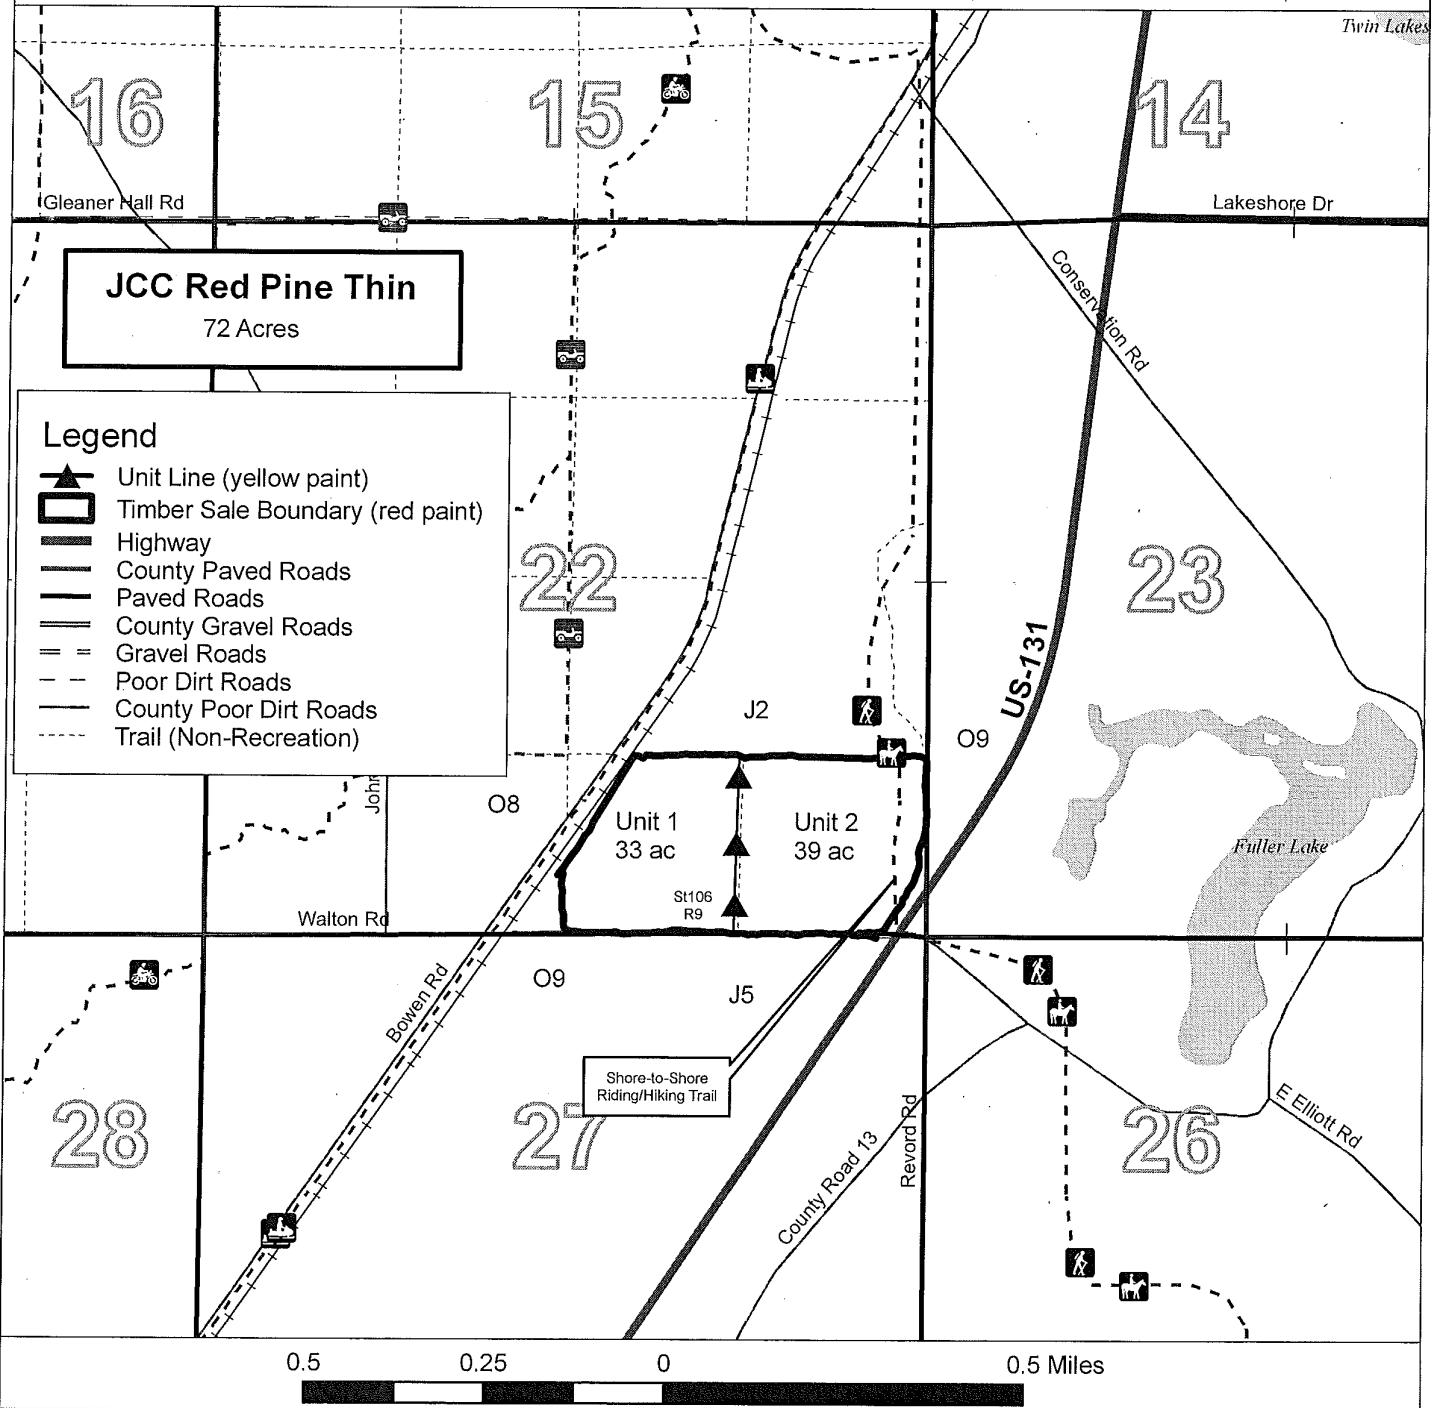 Twin Lakes
16
15
14
Gleaner Hall Rd
Lakeshore Dr
JCC Red Pine Thin
72 Acres
Conservation Rd
Legend
Unit Line (yellow paint)
Timber Sale Boundary (red paint)
Highway
County Paved Roads
Paved Roads
County Gravel Roads
Gravel Roads
Poor Dirt Roads
County Poor Dirt Roads
Trail (Non-Recreation)
22
23
US-131
J2
O9
John
O8
Unit 1
33 ac
Unit 2
39 ac
Fuller Lake
St106
R9
Walton Rd
Bowen Rd
O9
J5
Shore-to-Shore
Riding/Hiking Trail
28
27
26
E Elliott Rd
Revord Rd
County Road 13
0.5 0.25 0 0.5 Miles